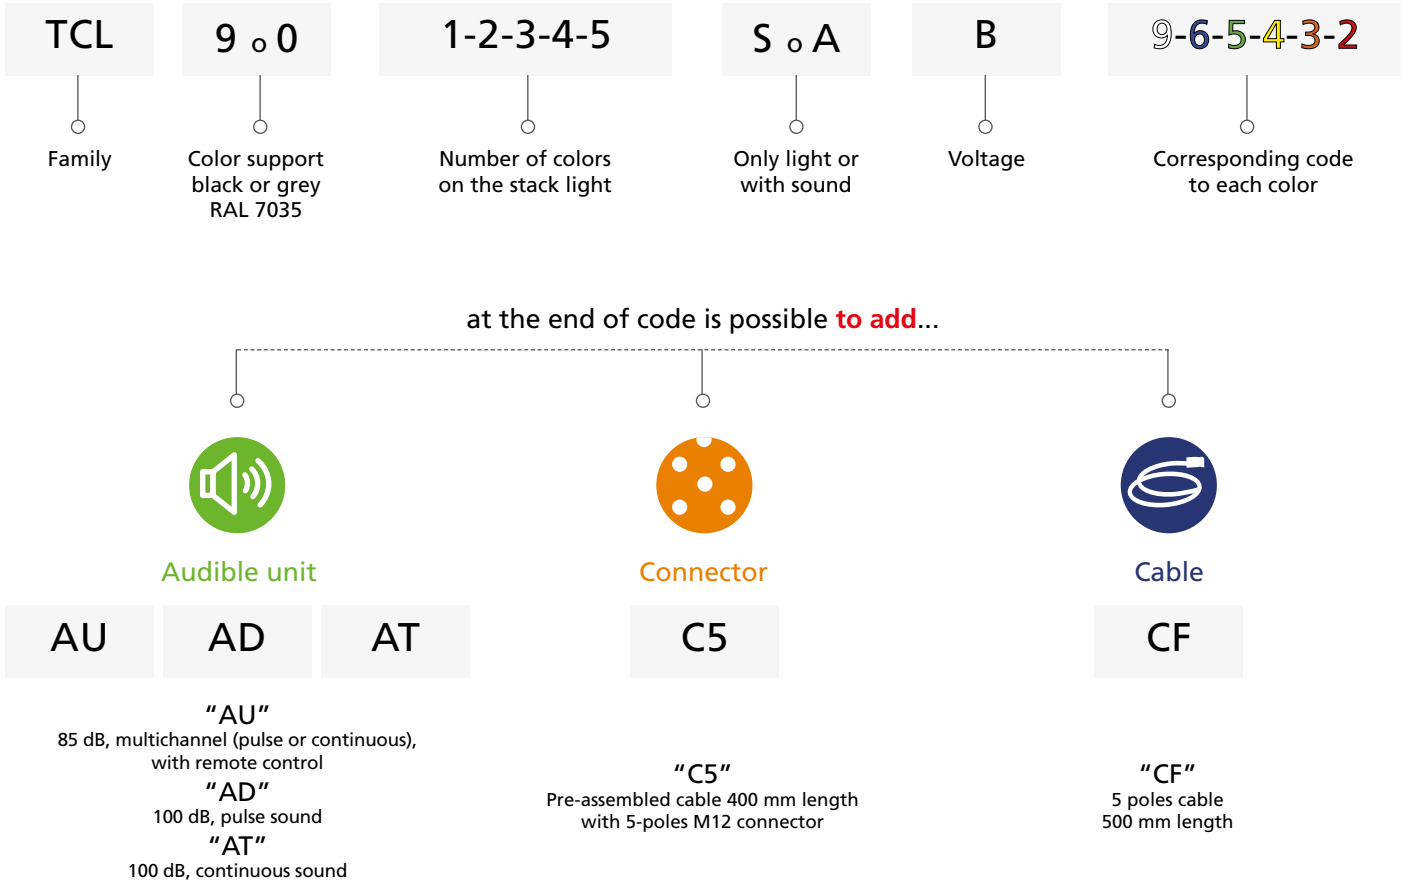 TCL
9 o 0
1-2-3-4-5
S o A
B
9-6-5-4-3-2
Family
Color support
black or grey
RAL 7035
Number of colors
on the stack light
Only light or
with sound
Voltage
Corresponding code
to each color
at the end of code is possible to add...
Audible unit
Connector
Cable
AU
AD
AT
C5
CF
"AU"
85 dB, multichannel (pulse or continuous),
with remote control
"AD"
100 dB, pulse sound
"AT"
100 dB, continuous sound
"C5"
Pre-assembled cable 400 mm length
with 5-poles M12 connector
"CF"
5 poles cable
500 mm length